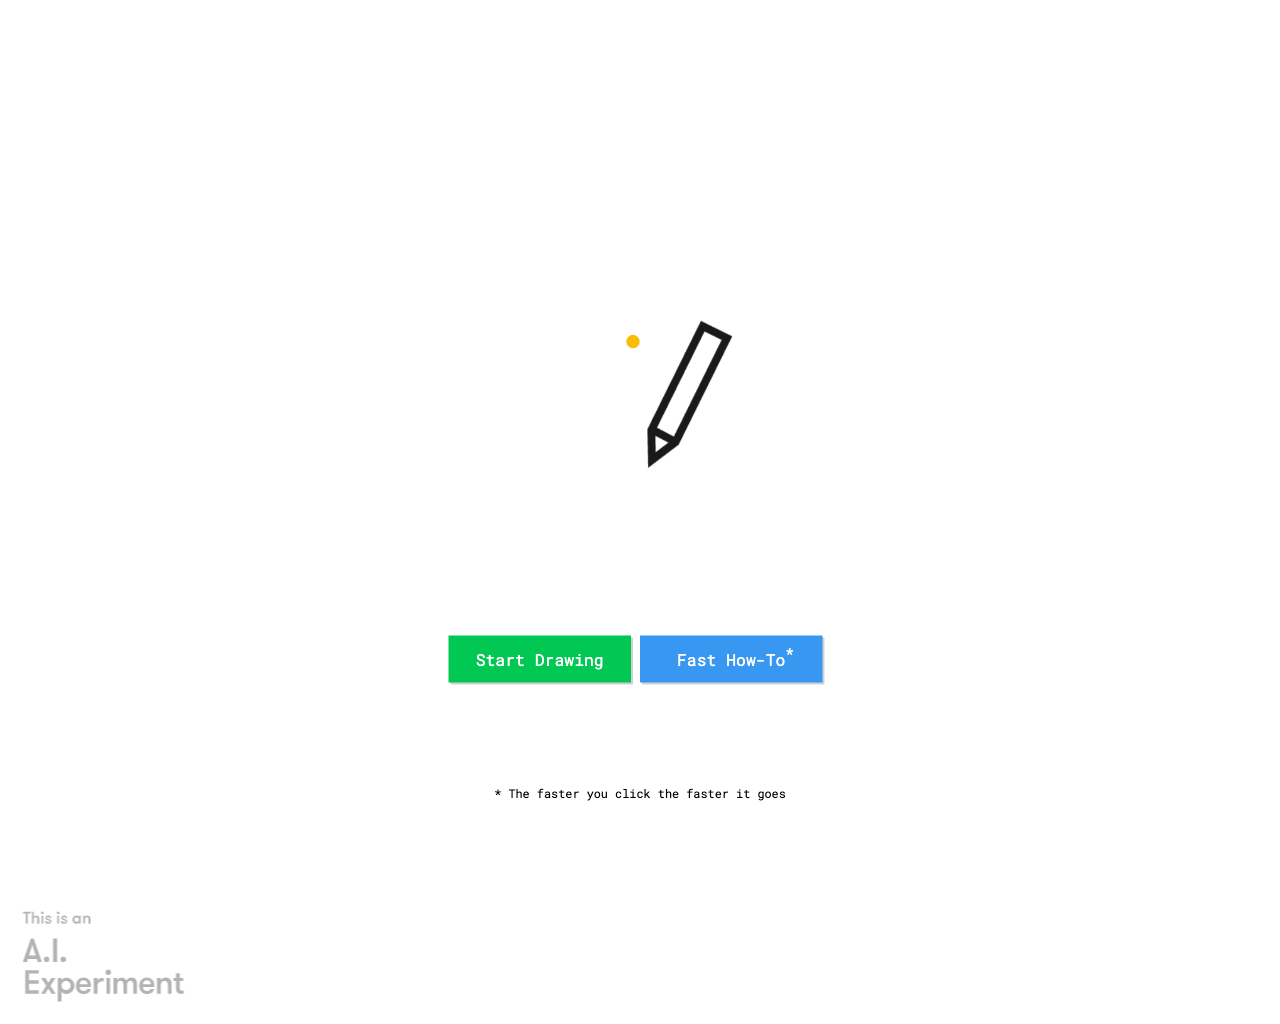 Start Drawing
Fast How-To*
* The faster you click the faster it goes
This is an
A.I.
Experiment